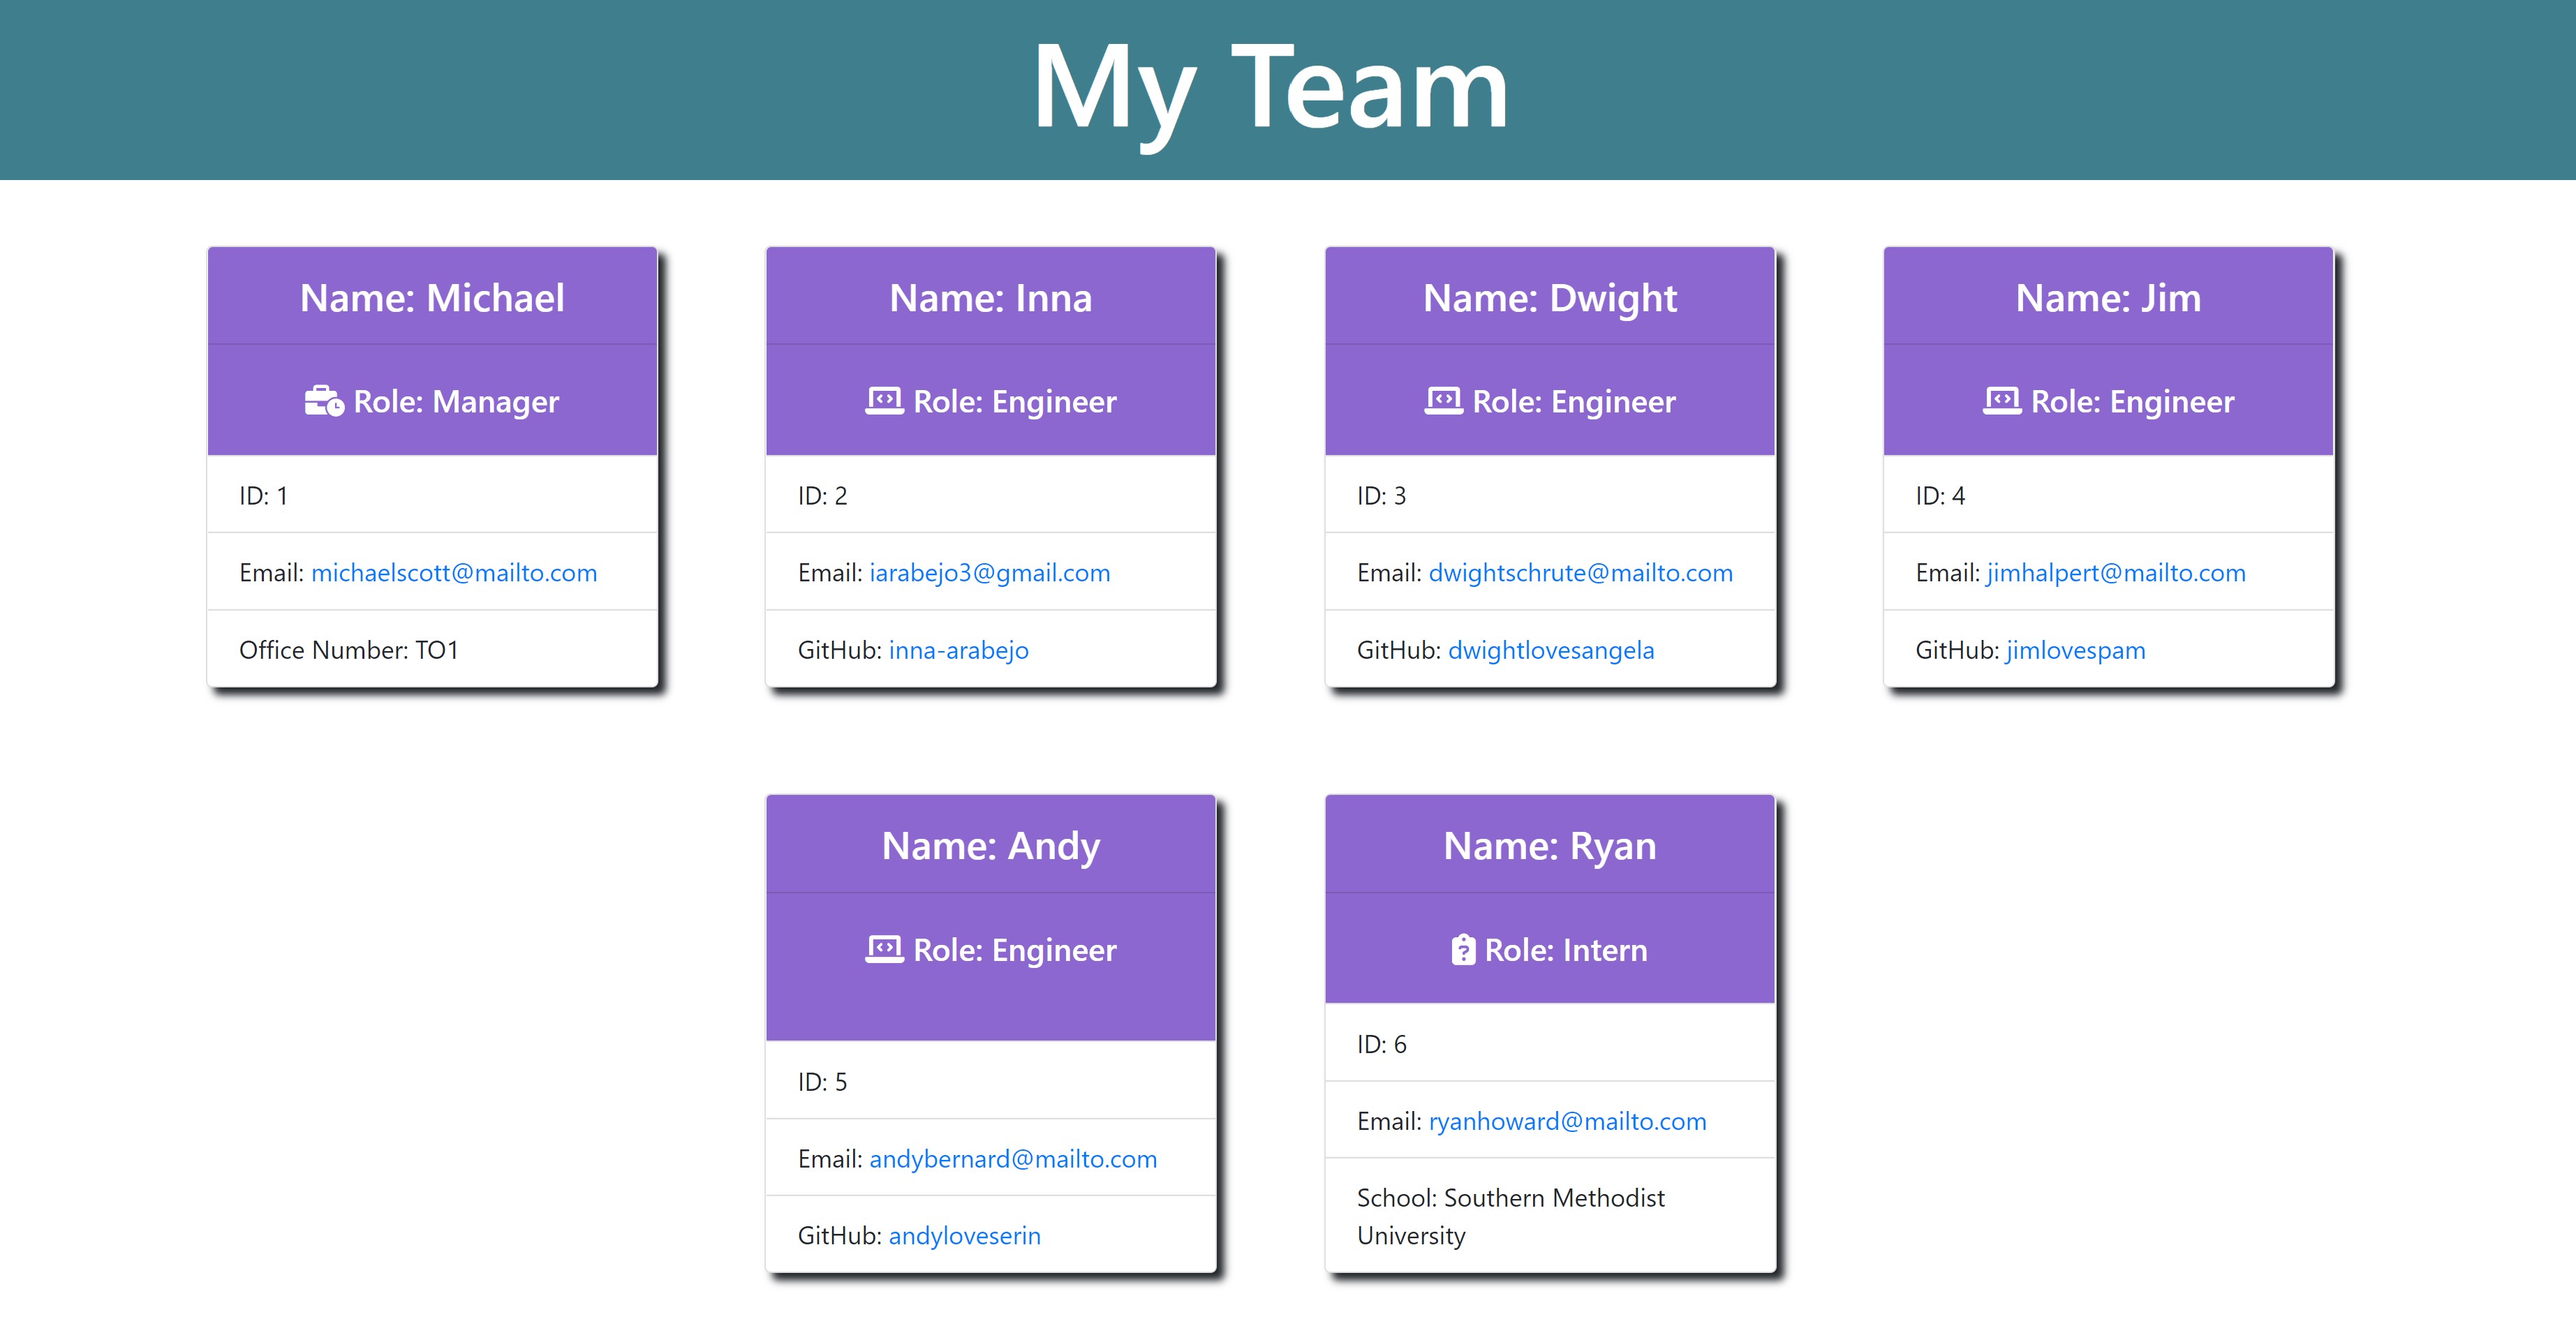 My Team
Name: Michael
Role: Manager
ID: 1
Email: michaelscott@mailto.com
Office Number: TO1
Name: Inna
Role: Engineer
ID: 2
Email: iarabejo3@gmail.com
GitHub: inna-arabejo
Name: Dwight
Role: Engineer
ID: 3
Email: dwightschrute@mailto.com
GitHub: dwightlovesangela
Name: Jim
Role: Engineer
ID: 4
Email: jimhalpert@mailto.com
GitHub: jimlovespam
Name: Andy
Role: Engineer
ID: 5
Email: andybernard@mailto.com
GitHub: andyloveserin
Name: Ryan
Role: Intern
ID: 6
Email: ryanhoward@mailto.com
School: Southern Methodist
University